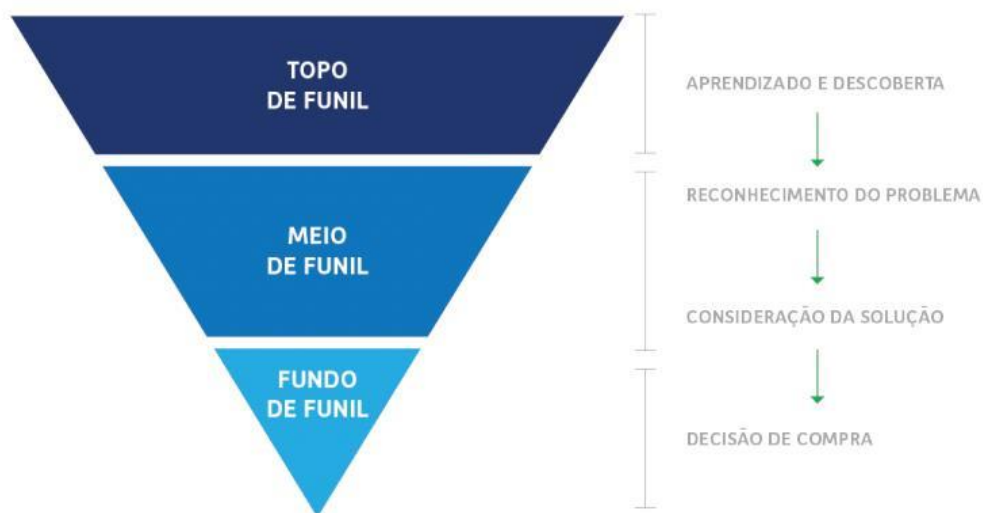 TOPO
DE FUNIL
APRENDIZADO E DESCOBERTA
RECONHECIMENTO DO PROBLEMA
MEIO
DE FUNIL
CONSIDERAÇÃO DA SOLUÇÃO
FUNDO
DE FUNIL
DECISÃO DE COMPRA